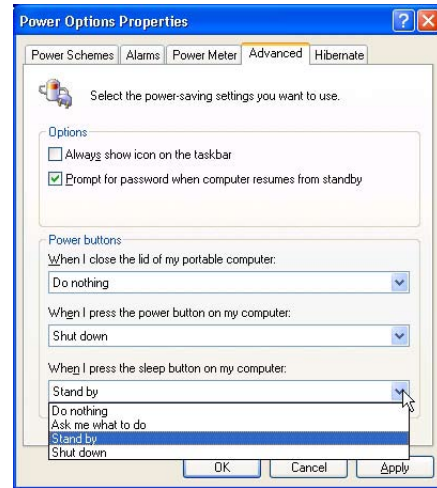 Power Options Properties
Power Schemes Alarms Power Meter Advanced Hibernate
Select the power-saving settings you want to use.
Options
Always show icon on the taskbar
Prompt for password when computer resumes from standby
Power buttons
When I close the lid of my portable computer:
Do nothing
When I press the power button on my computer:
Shut down
When I press the sleep button on my computer:
Stand by
Do nothing
Ask me what to do
Stand by
Shut down
OK Cancel Apply